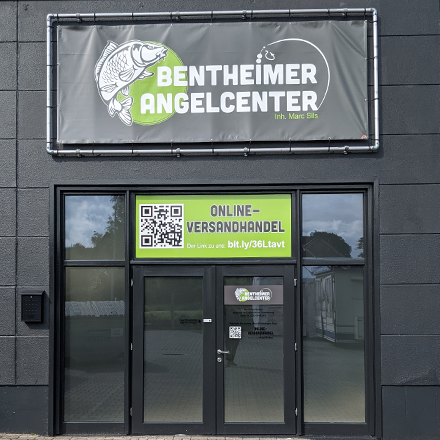 BENTHEIMER
ANGELCENTER
Inh. Marc Sils
ONLINE-
VERSANDHANDEL
Der Link zu uns: bit.ly/36Ltavt
BENTHEIMER
ANGELCENTER